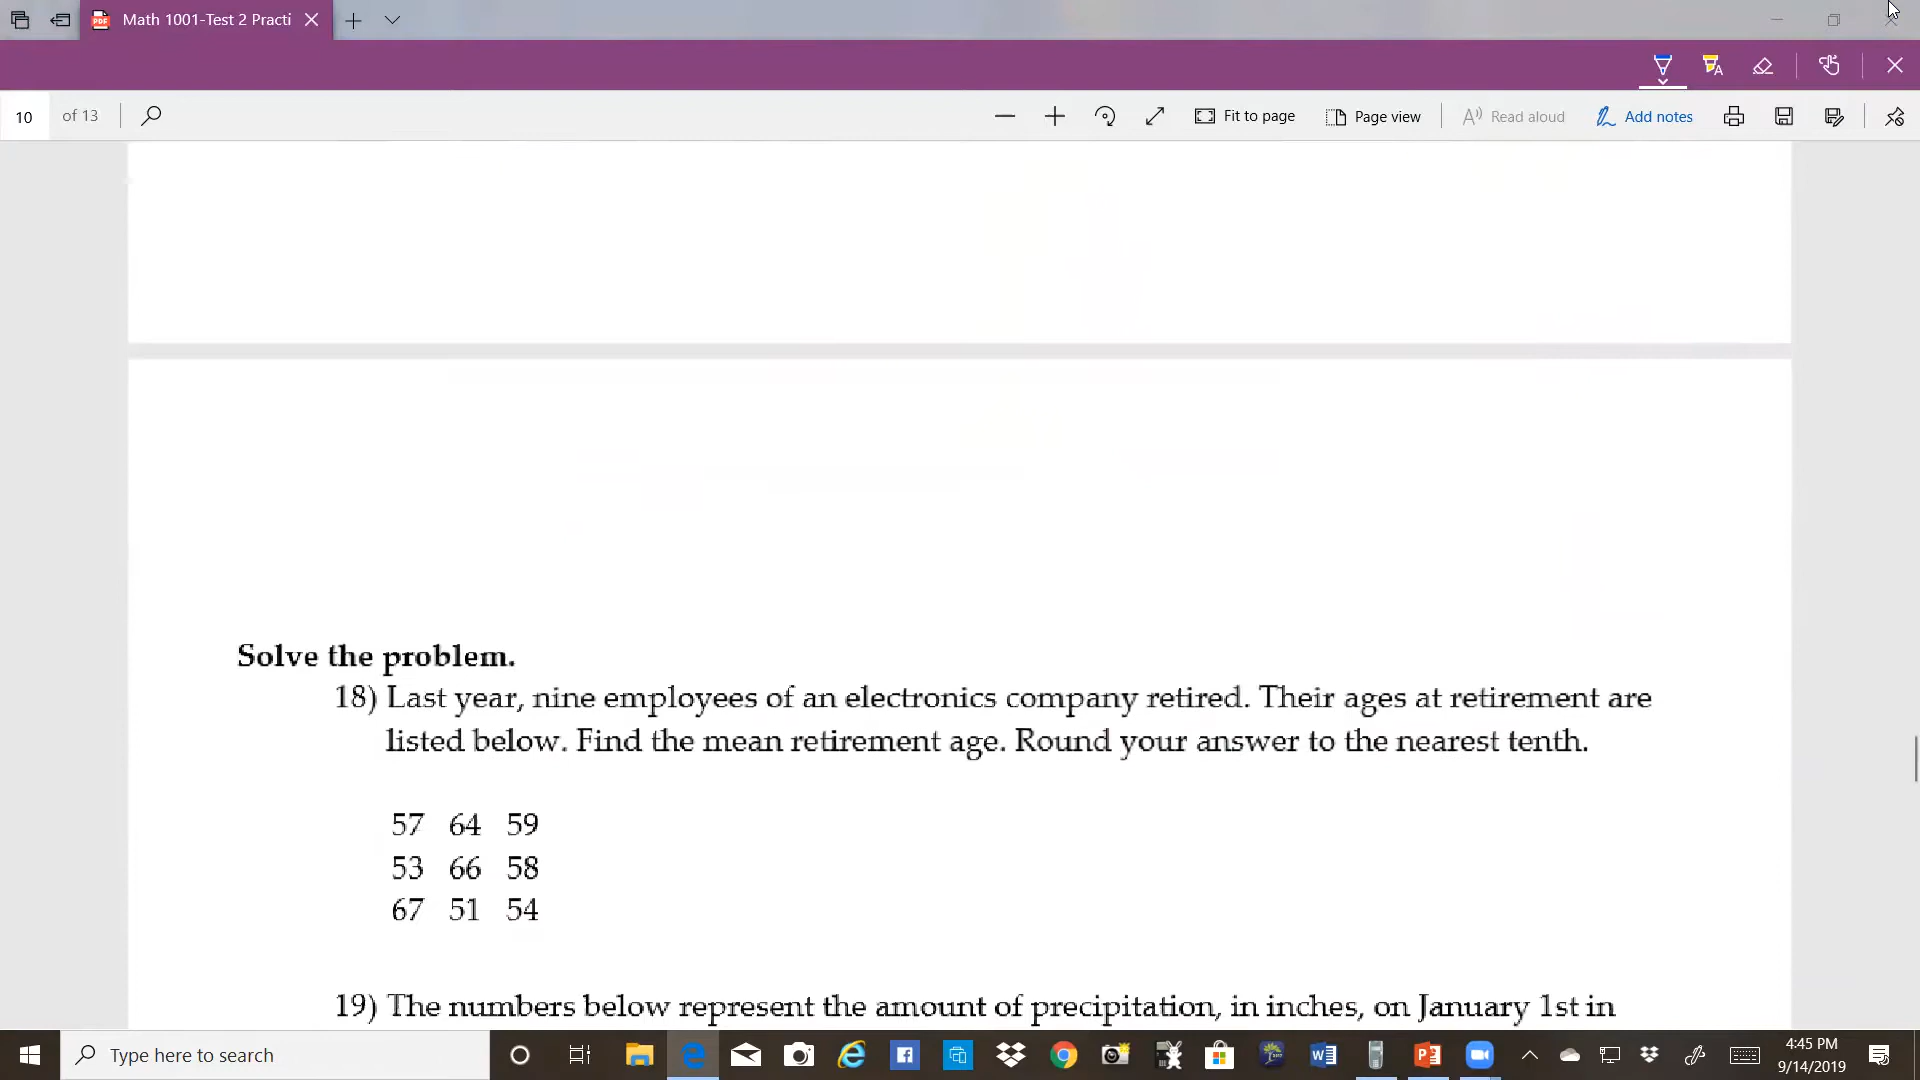 Math 1001-Test 2 Practi
10 of 13
Fit to page
Page view
Read aloud
Add notes
Solve the problem.
18) Last year, nine employees of an electronics company retired. Their ages at retirement are
listed below. Find the mean retirement age. Round your answer to the nearest tenth.
57 64 59
53 66 58
67 51 54
19) The numbers below represent the amount of precipitation, in inches, on January 1st in
Type here to search
4:45 PM
9/14/2019